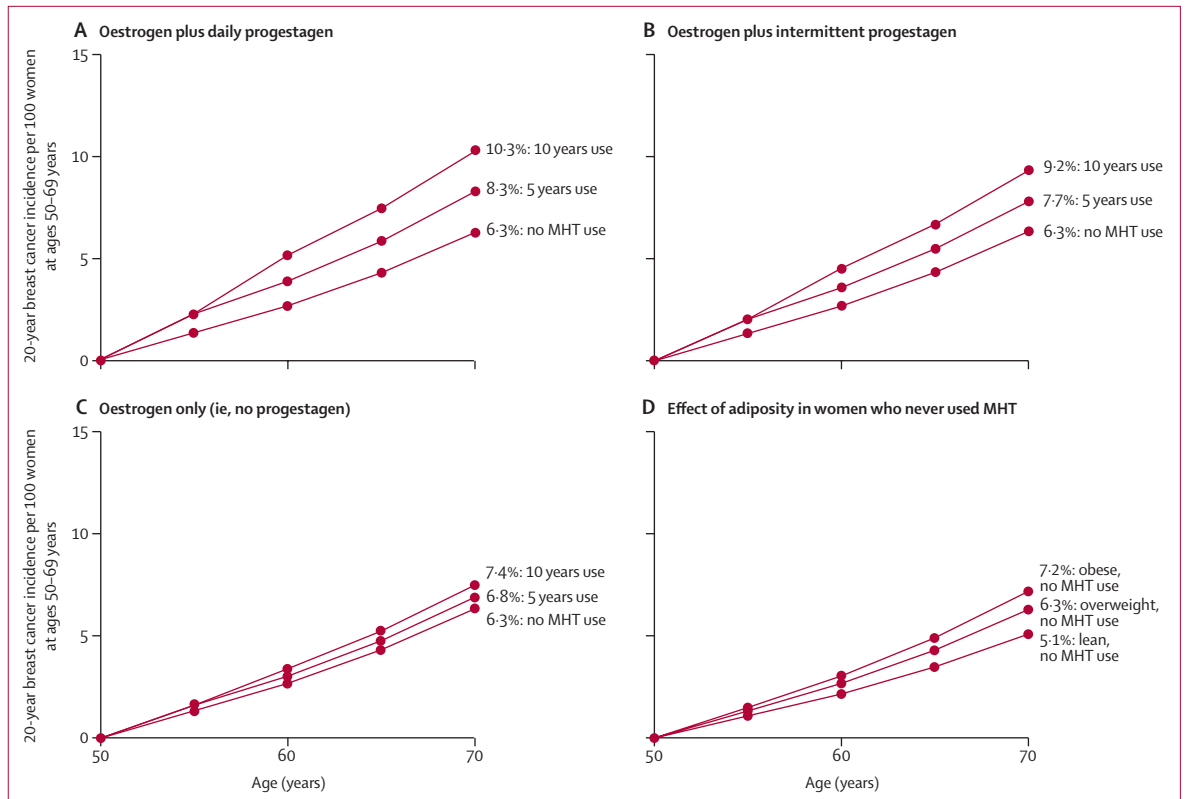 A Oestrogen plus daily progestagen
20-year breast cancer incidence per 100 women
at ages 50–69 years
15
10
5
0
10·3%: 10 years use
8·3%: 5 years use
6·3%: no MHT use
B Oestrogen plus intermittent progestagen
9·2%: 10 years use
7·7%: 5 years use
6·3%: no MHT use
C Oestrogen only (ie, no progestagen)
20-year breast cancer incidence per 100 women
at ages 50–69 years
15
10
5
0
7·4%: 10 years use
6·8%: 5 years use
6·3%: no MHT use
50
60
70
Age (years)
D Effect of adiposity in women who never used MHT
7·2%: obese,
no MHT use
6·3%: overweight,
no MHT use
5·1%: lean,
no MHT use
50
60
70
Age (years)